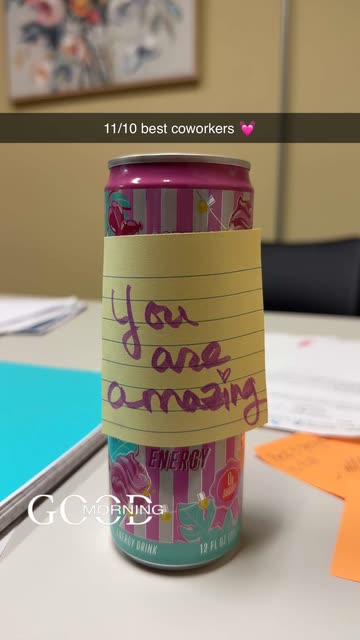 11/10 best coworkers 💓
You
are
amazing
ENERGY
GOOD
MORNING
ENERGY DRINK
12 FL OZ